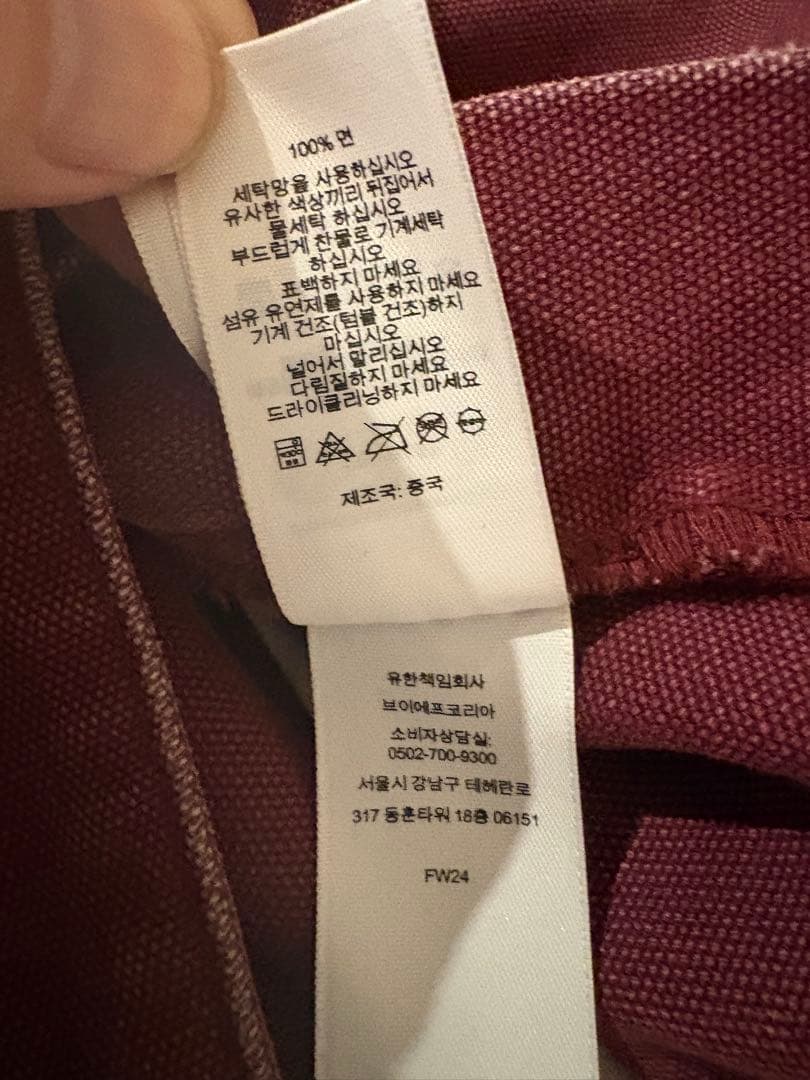 100% 면
세탁망을 사용하십시오
유사한 색상끼리 뒤집어서
물세탁 하십시오
부드럽게 찬물로 기계세탁
하십시오
표백하지 마세요
섬유 유연제를 사용하지 마세요
기계 건조(텀블 건조)하지
마십시오
널어서 말리십시오
다림질하지 마세요
드라이클리닝하지 마세요
제조국: 중국
유한책임회사
브이에프코리아
소비자상담실:
0502-700-9300
서울시 강남구 테헤란로
317 동훈타워 18층 06151
FW24